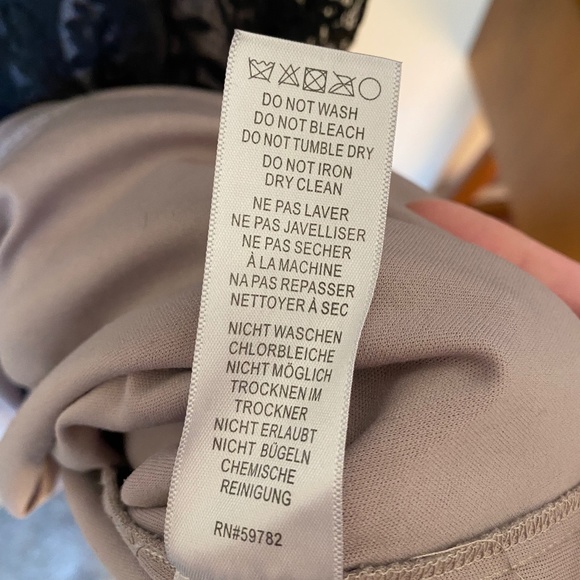 DO NOT WASH
DO NOT BLEACH
DO NOT TUMBLE DRY
DO NOT IRON
DRY CLEAN
NE PAS LAVER
NE PAS JAVELLISER
NE PAS SECHER
À LA MACHINE
NA PAS REPASSER
NETTOYER À SEC
NICHT WASCHEN
CHLORBLEICHE
NICHT MÖGLICH
TROCKNEN IM
TROCKNER
NICHT ERLAUBT
NICHT BÜGELN
CHEMISCHE
REINIGUNG
RN#59782